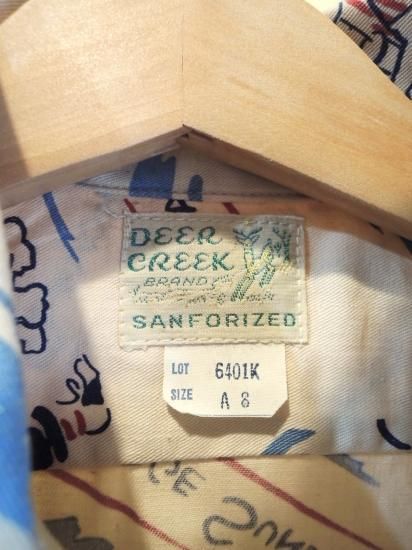 DEER
CREEK
BRAND
SANFORIZED
LOT 6401K
SIZE A 8